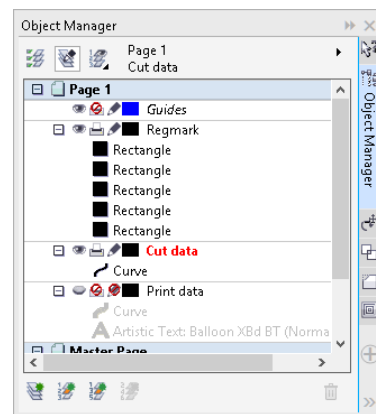 Object Manager
Page 1
Cut data
Page 1
Guides
Regmark
Rectangle
Rectangle
Rectangle
Rectangle
Rectangle
Cut data
Curve
Print data
Curve
Artistic Text: Balloon XBd BT (Norma
Master Page
Object Manager